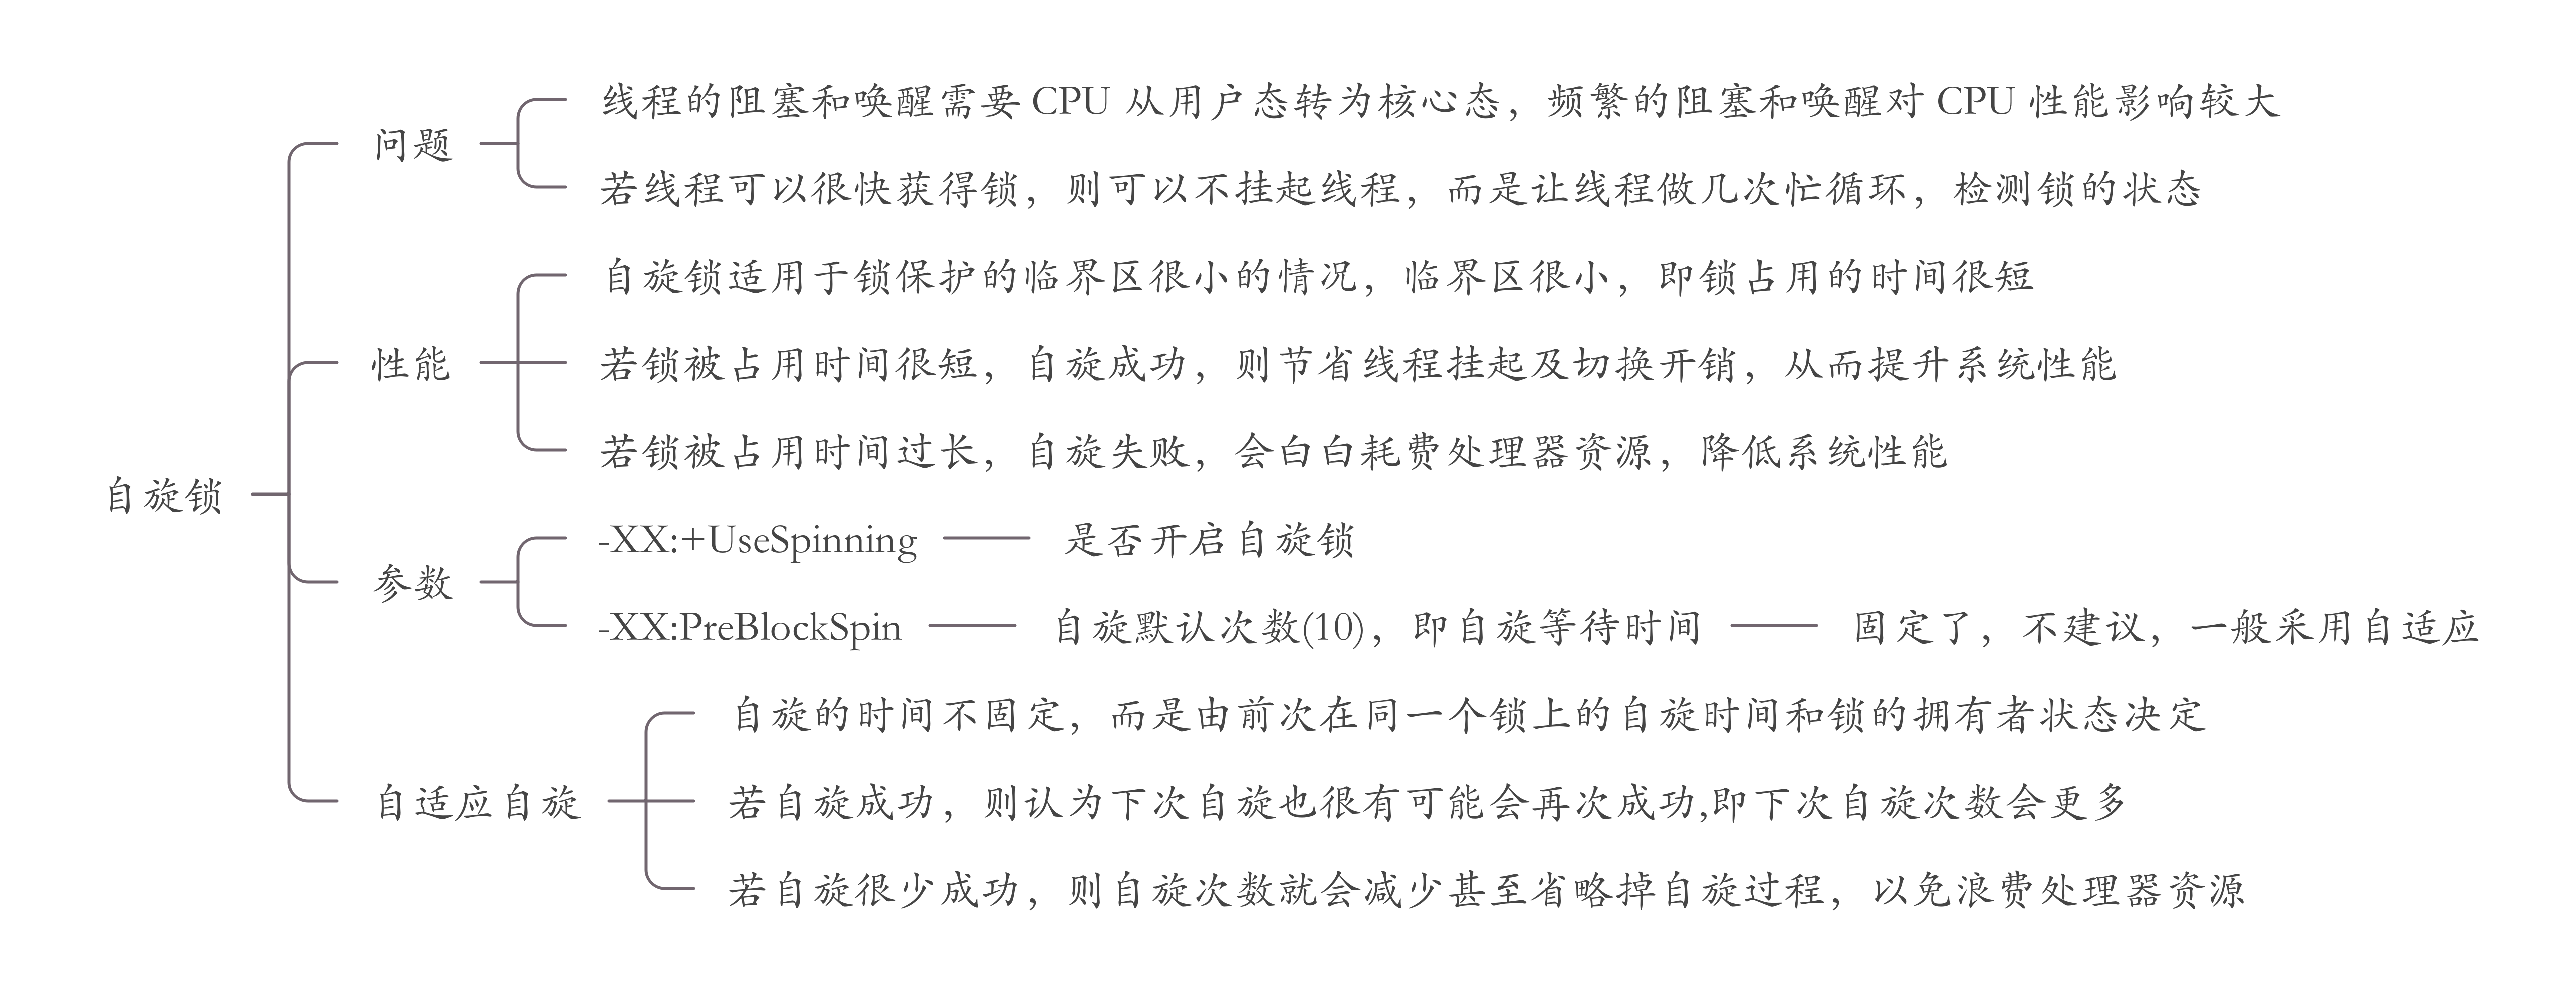 自旋锁
问题
线程的阻塞和唤醒需要 CPU 从用户态转为核心态，频繁的阻塞和唤醒对 CPU 性能影响较大
若线程可以很快获得锁，则可以不挂起线程，而是让线程做几次忙循环，检测锁的状态
性能
自旋锁适用于锁保护的临界区很小的情况，临界区很小，即锁占用的时间很短
若锁被占用时间很短，自旋成功，则节省线程挂起及切换开销，从而提升系统性能
若锁被占用时间过长，自旋失败，会白白耗费处理器资源，降低系统性能
参数
-XX:+UseSpinning 是否开启自旋锁
-XX:PreBlockSpin 自旋默认次数(10)，即自旋等待时间 固定了，不建议，一般采用自适应
自适应自旋
自旋的时间不固定，而是由前次在同一个锁上的自旋时间和锁的拥有者状态决定
若自旋成功，则认为下次自旋也很有可能会再次成功,即下次自旋次数会更多
若自旋很少成功，则自旋次数就会减少甚至省略掉自旋过程，以免浪费处理器资源